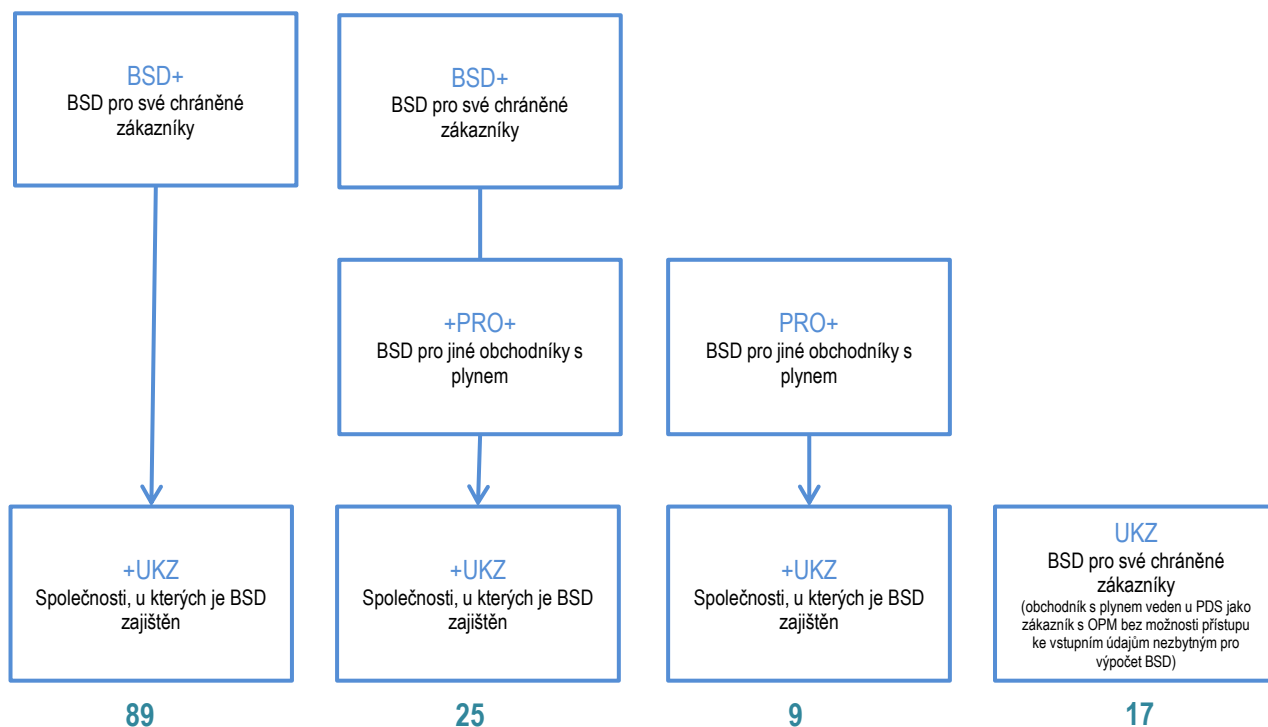 BSD+
BSD pro své chráněné
zákazníky
BSD+
BSD pro své chráněné
zákazníky
+PRO+
BSD pro jiné obchodníky s
plynem
PRO+
BSD pro jiné obchodníky s
plynem
+UKZ
Společnosti, u kterých je BSD
zajištěn
+UKZ
Společnosti, u kterých je BSD
zajištěn
+UKZ
Společnosti, u kterých je BSD
zajištěn
UKZ
BSD pro své chráněné
zákazníky
(obchodník s plynem veden u PDS jako
zákazník s OPM bez možnosti přístupu
ke vstupním údajům nezbytným pro
výpočet BSD)
89
25
9
17